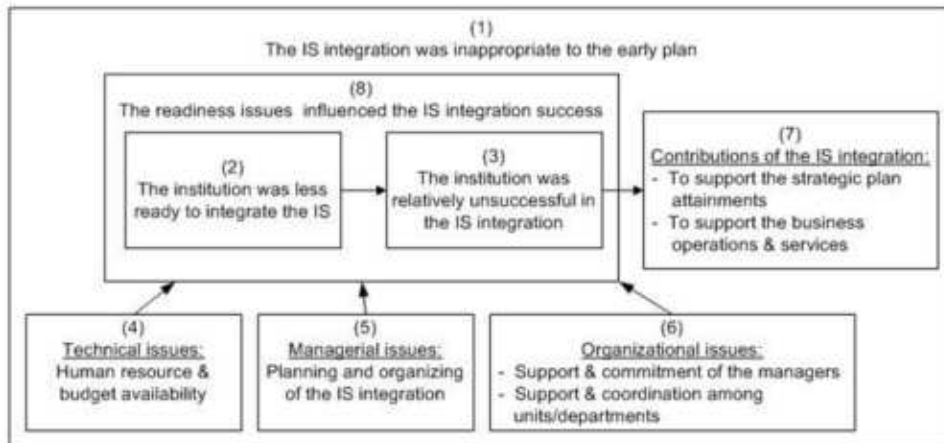 (1)
The IS integration was inappropriate to the early plan
(8)
The readiness issues influenced the IS integration success
(2)
The institution was less
ready to integrate the IS
(3)
The institution was
relatively unsuccessful in
the IS integration
(7)
Contributions of the IS integration:
- To support the strategic plan
attainments
- To support the business
operations & services
(4)
Technical issues:
Human resource &
budget availability
(5)
Managerial issues:
Planning and organizing
of the IS integration
(6)
Organizational issues:
- Support & commitment of the managers
- Support & coordination among
units/departments